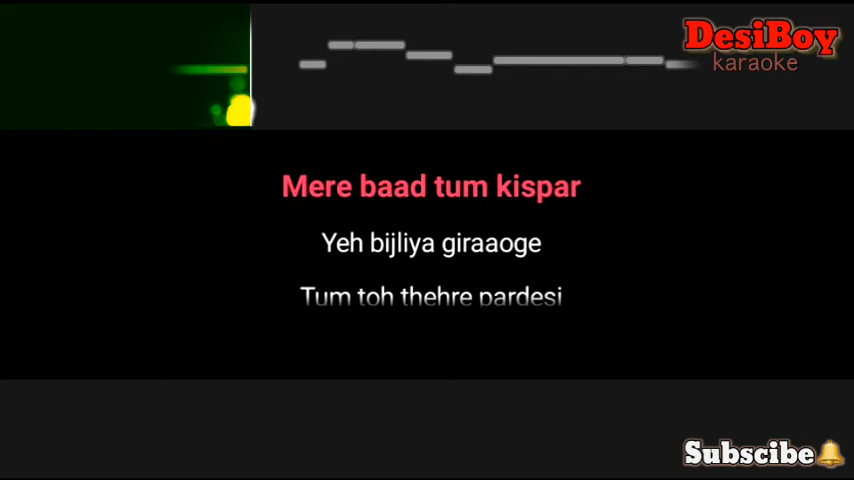 DesiBoy
karaoke
Mere baad tum kispar
Yeh bijliya giraaoge
Tum toh thehre pardesi
Subscibe